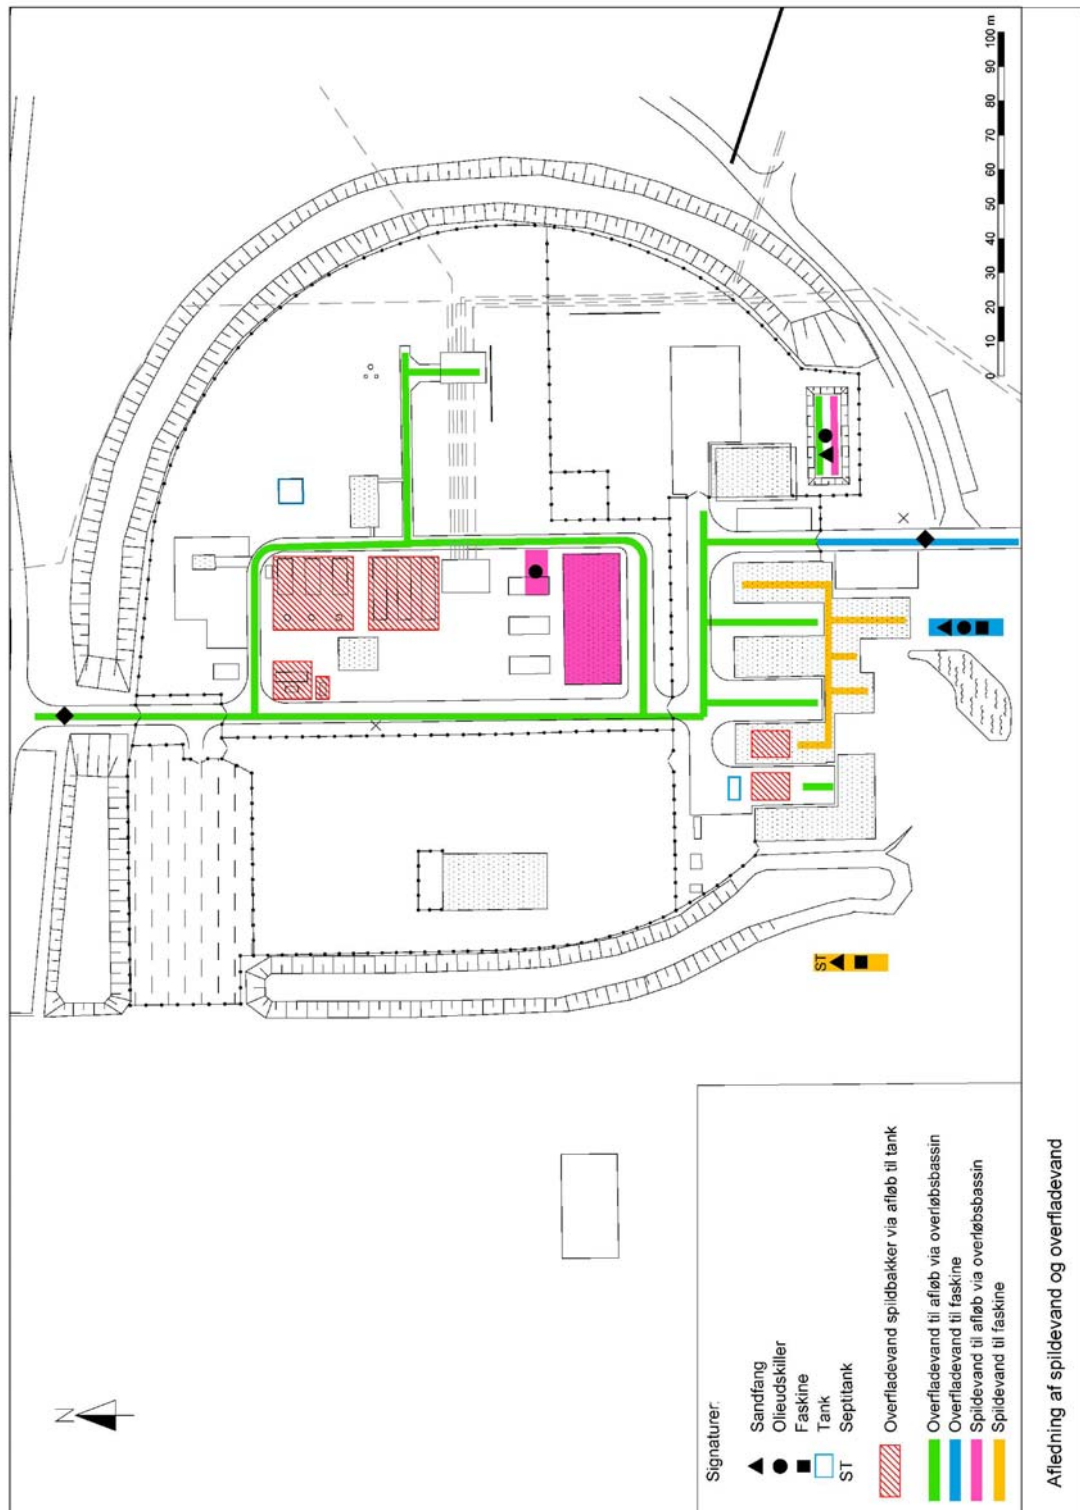 0 10 20 30 40 50 60 70 80 90 100 m
ST
N
Signaturer:
Sandfang
Olieudskiller
Faskine
Tank
ST Septitank
Overfladevand spildbakker via afløb til tank
Overfladevand til afløb via overløbsbassin
Overfladevand til faskine
Spildevand til afløb via overløbsbassin
Spildevand til faskine
Afledning af spildevand og overfladevand